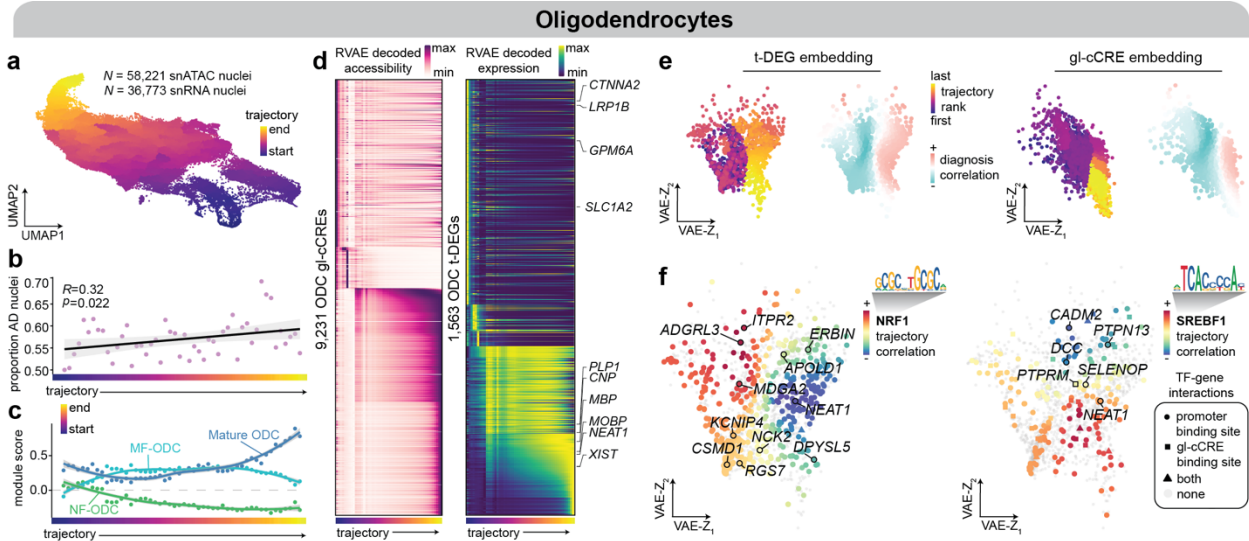 Oligodendrocytes
a
N = 58,221 snATAC nuclei
N = 36,773 snRNA nuclei
trajectory
end
start
UMAP2
UMAP1
b
R=0.32
P=0.022
proportion AD nuclei
0.70
0.65
0.60
0.55
0.50
trajectory
c
end
start
Mature ODC
MF-ODC
NF-ODC
module score
0.5
0.0
trajectory
d
RVAE decoded
accessibility
max
min
RVAE decoded
expression
max
min
9,231 ODC gl-cCREs
1,563 ODC t-DEGs
CTNNA2
LRP1B
GPM6A
SLC1A2
PLP1
CNP
MBP
MOBP
NEAT1
XIST
trajectory
trajectory
e
t-DEG embedding
gl-cCRE embedding
last
trajectory
rank
first
+
diagnosis
correlation
-
VAE-Z2
VAE-Z1
VAE-Z2
VAE-Z1
f
ADGRL3
ITPR2
ERBIN
APOLD1
MDGA2
NEAT1
KCNIP4
NCK2
CSMD1
DPYSL5
RGS7
+
NRF1
trajectory
correlation
-
VAE-Z2
VAE-Z1
CADM2
PTPN13
DCC
PTPRM
SELENOP
NEAT1
+
SREBF1
trajectory
correlation
-
TF-gene
interactions
promoter
binding site
gl-cCRE
binding site
both
none
VAE-Z2
VAE-Z1